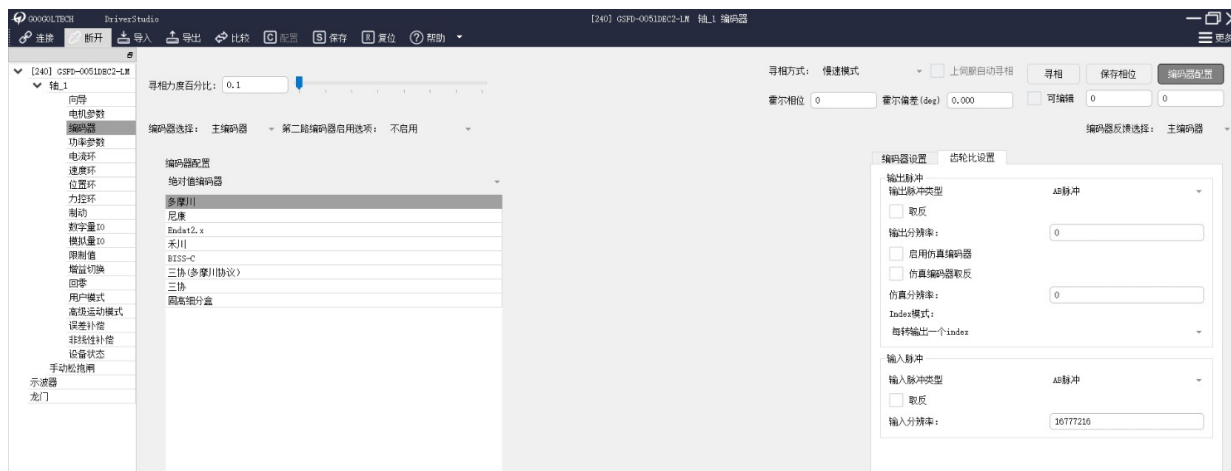 GOOGOLTECH DriverStudio [240] GSFD-0051DEC2-LM 轴_1 编码器
连接 断开 导入 导出 比较 C 配置 S 保存 R 复位 ? 帮助 更多
[240] GSFD-0051DEC2-LM
轴_1
向导
电机参数
编码器
功率参数
电流环
速度环
位置环
力控环
制动
数字量IO
模拟量IO
限制值
增益切换
回零
用户模式
高级运动模式
误差补偿
非线性补偿
设备状态
手动松抱闸
示波器
龙门
寻相力度百分比： 0.1
寻相方式： 慢速模式 上伺服自动寻相 寻相 保存相位 编码器配置
霍尔相位 0 霍尔偏差(deg) 0.000 可编辑 0 0
编码器选择： 主编码器 第二路编码器启用选项： 不启用
编码器反馈选择： 主编码器
编码器配置
绝对值编码器
多摩川
尼康
Endat2.x
禾川
BISS-C
三协(多摩川协议)
三协
固高细分盒
编码器设置 齿轮比设置
输出脉冲
输出脉冲类型 AB脉冲
取反
输出分辨率： 0
启用仿真编码器
仿真编码器取反
仿真分辨率： 0
Index模式：
每转输出一个index
输入脉冲
输入脉冲类型 AB脉冲
取反
输入分辨率： 16777216